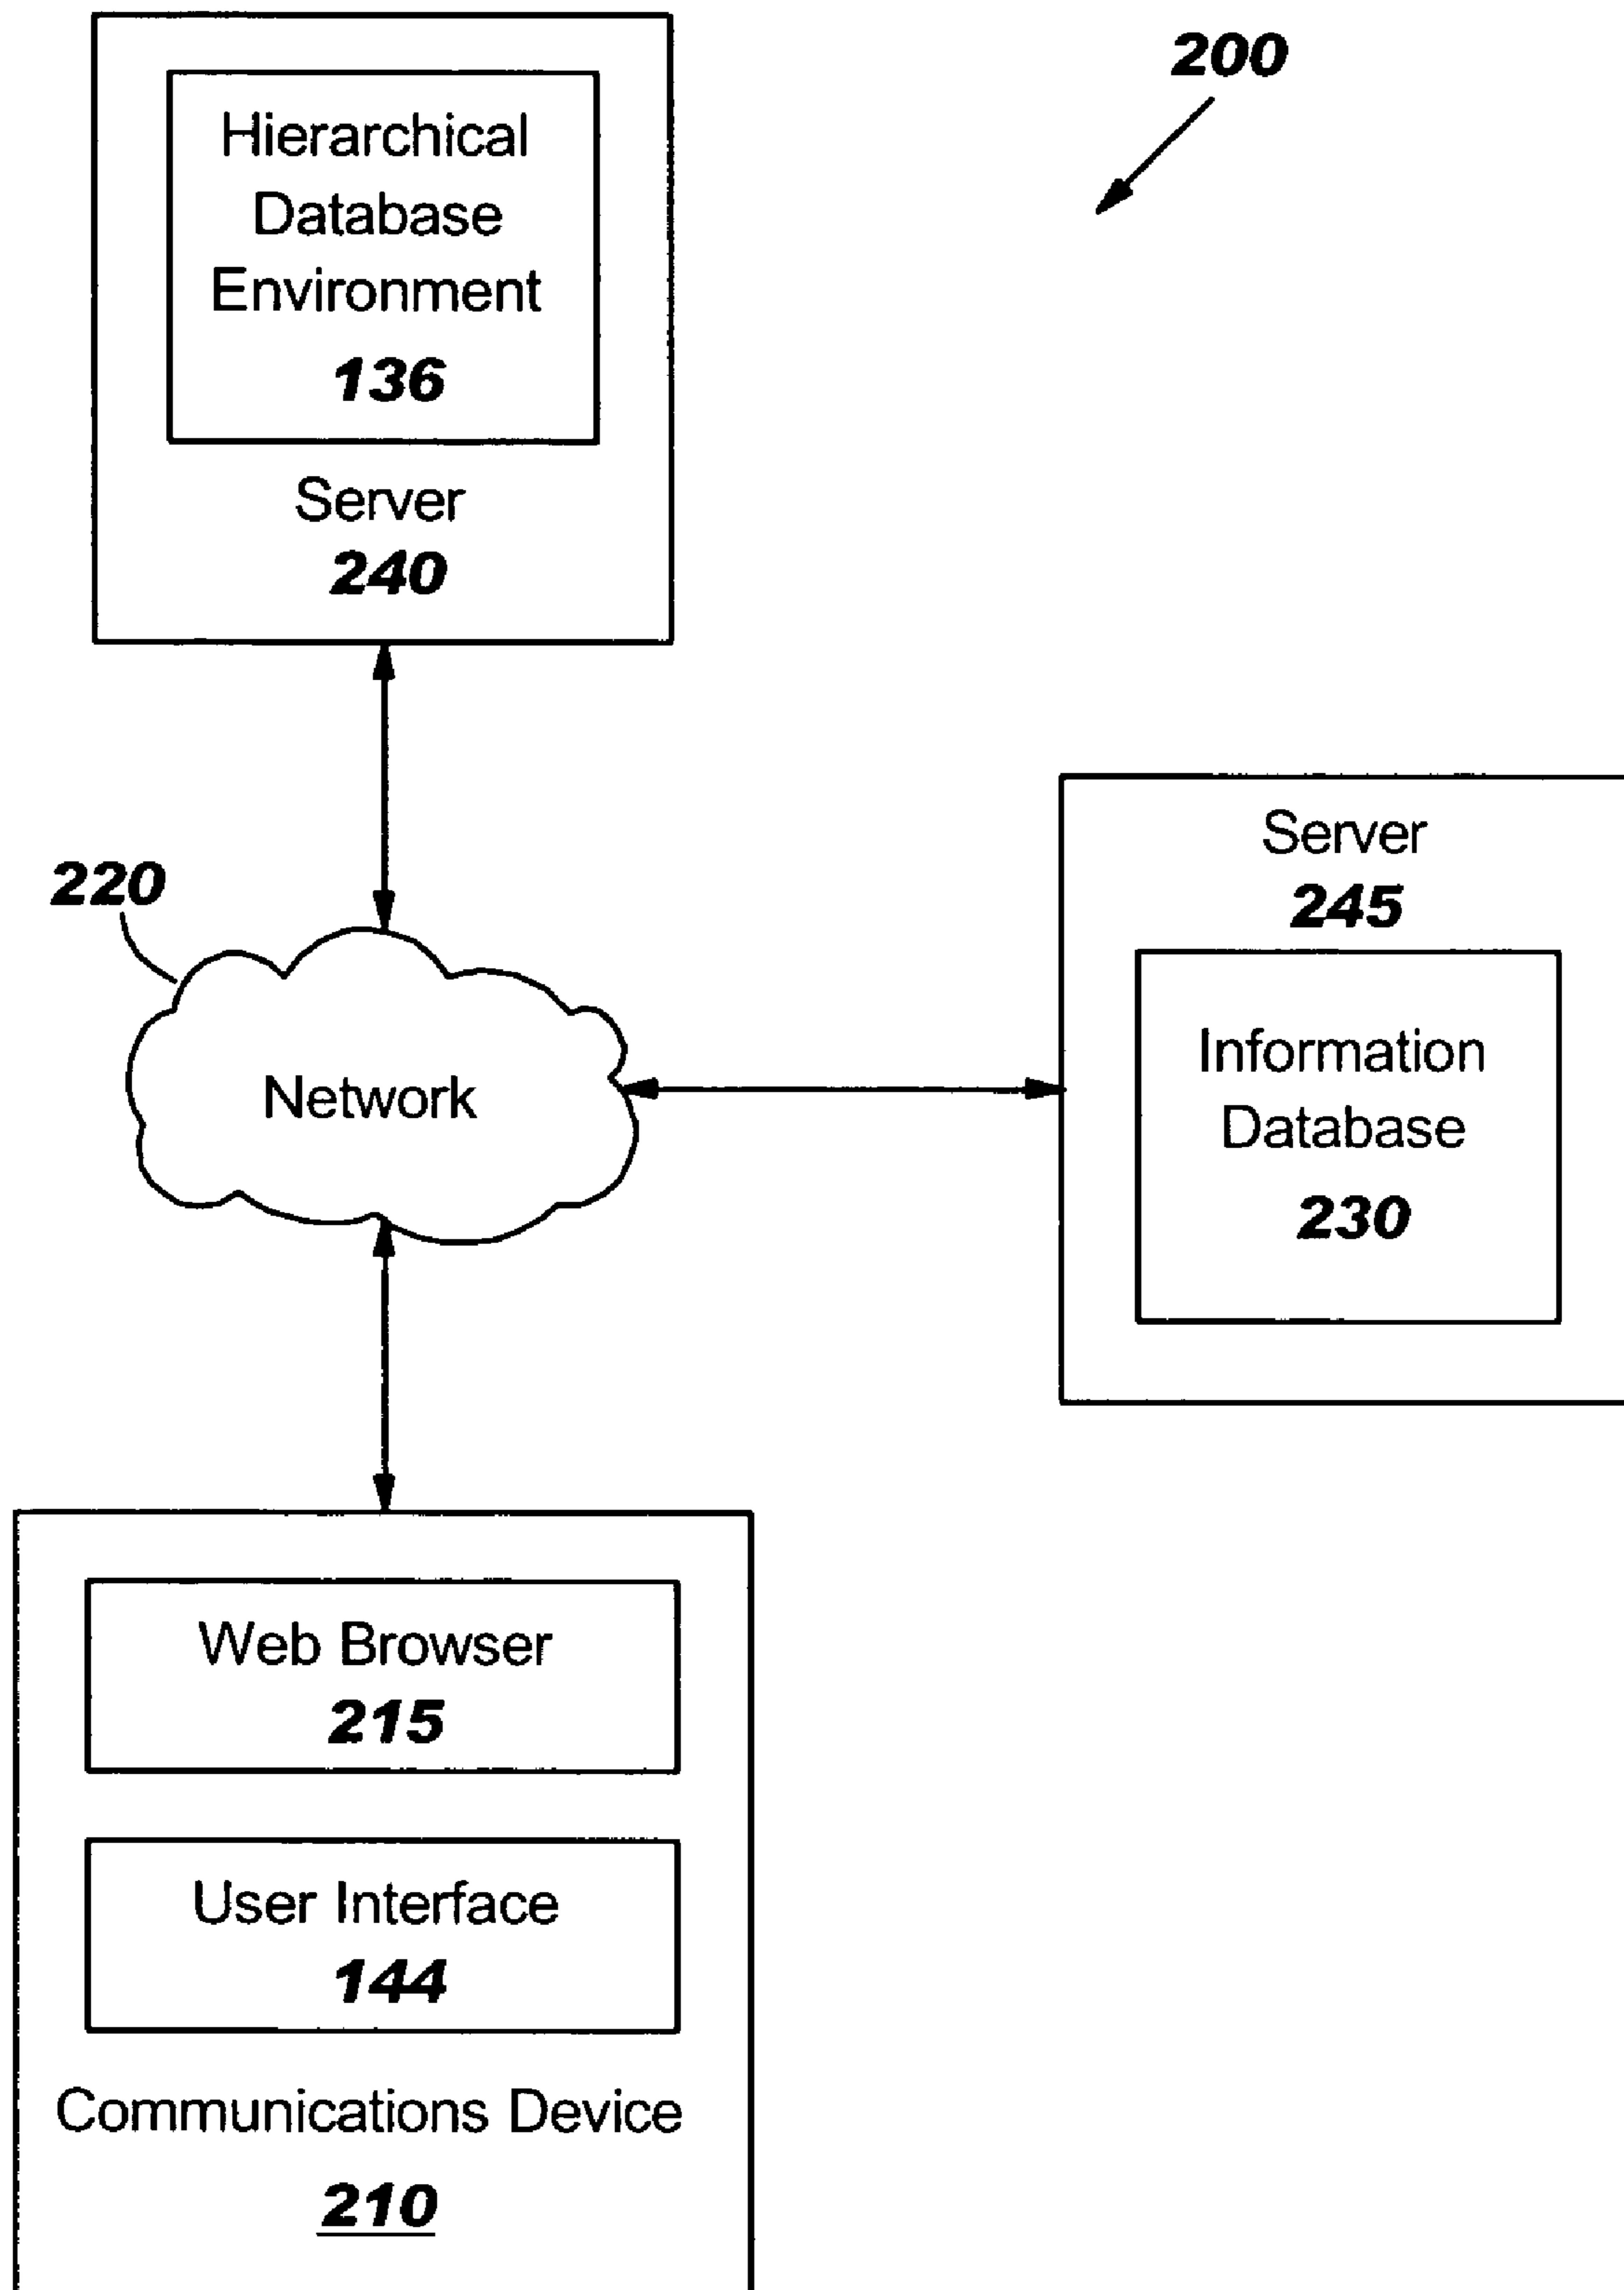 200
Hierarchical
Database
Environment
136
Server
240
Server
245
220
Information
Database
230
Network
Web Browser
215
User Interface
144
Communications Device
210